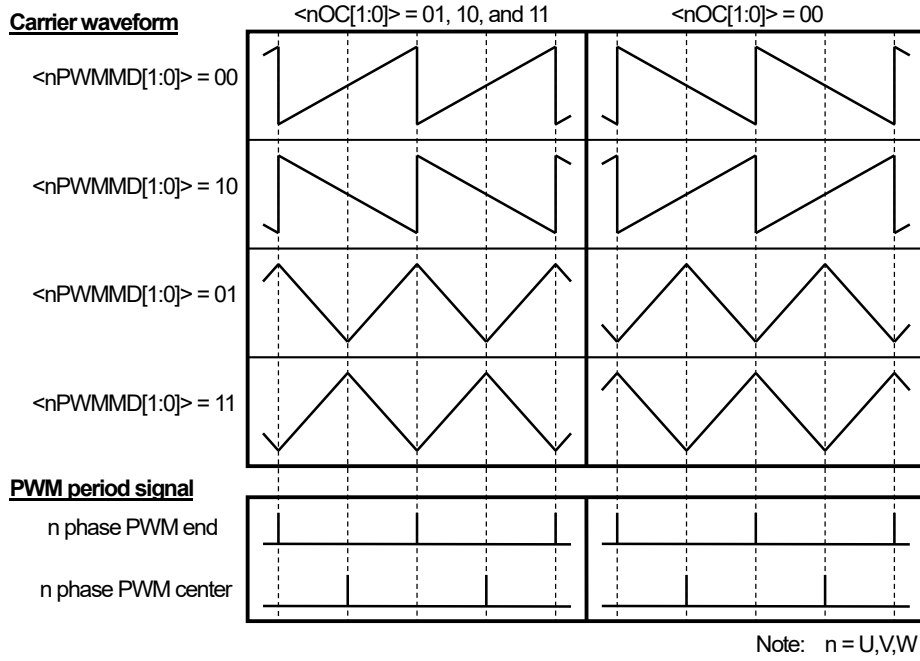 <nOC[1:0]> = 01, 10, and 11
<nOC[1:0]> = 00
Carrier waveform
<nPWMMD[1:0]> = 00
<nPWMMD[1:0]> = 10
<nPWMMD[1:0]> = 01
<nPWMMD[1:0]> = 11
PWM period signal
n phase PWM end
n phase PWM center
Note: n = U,V,W